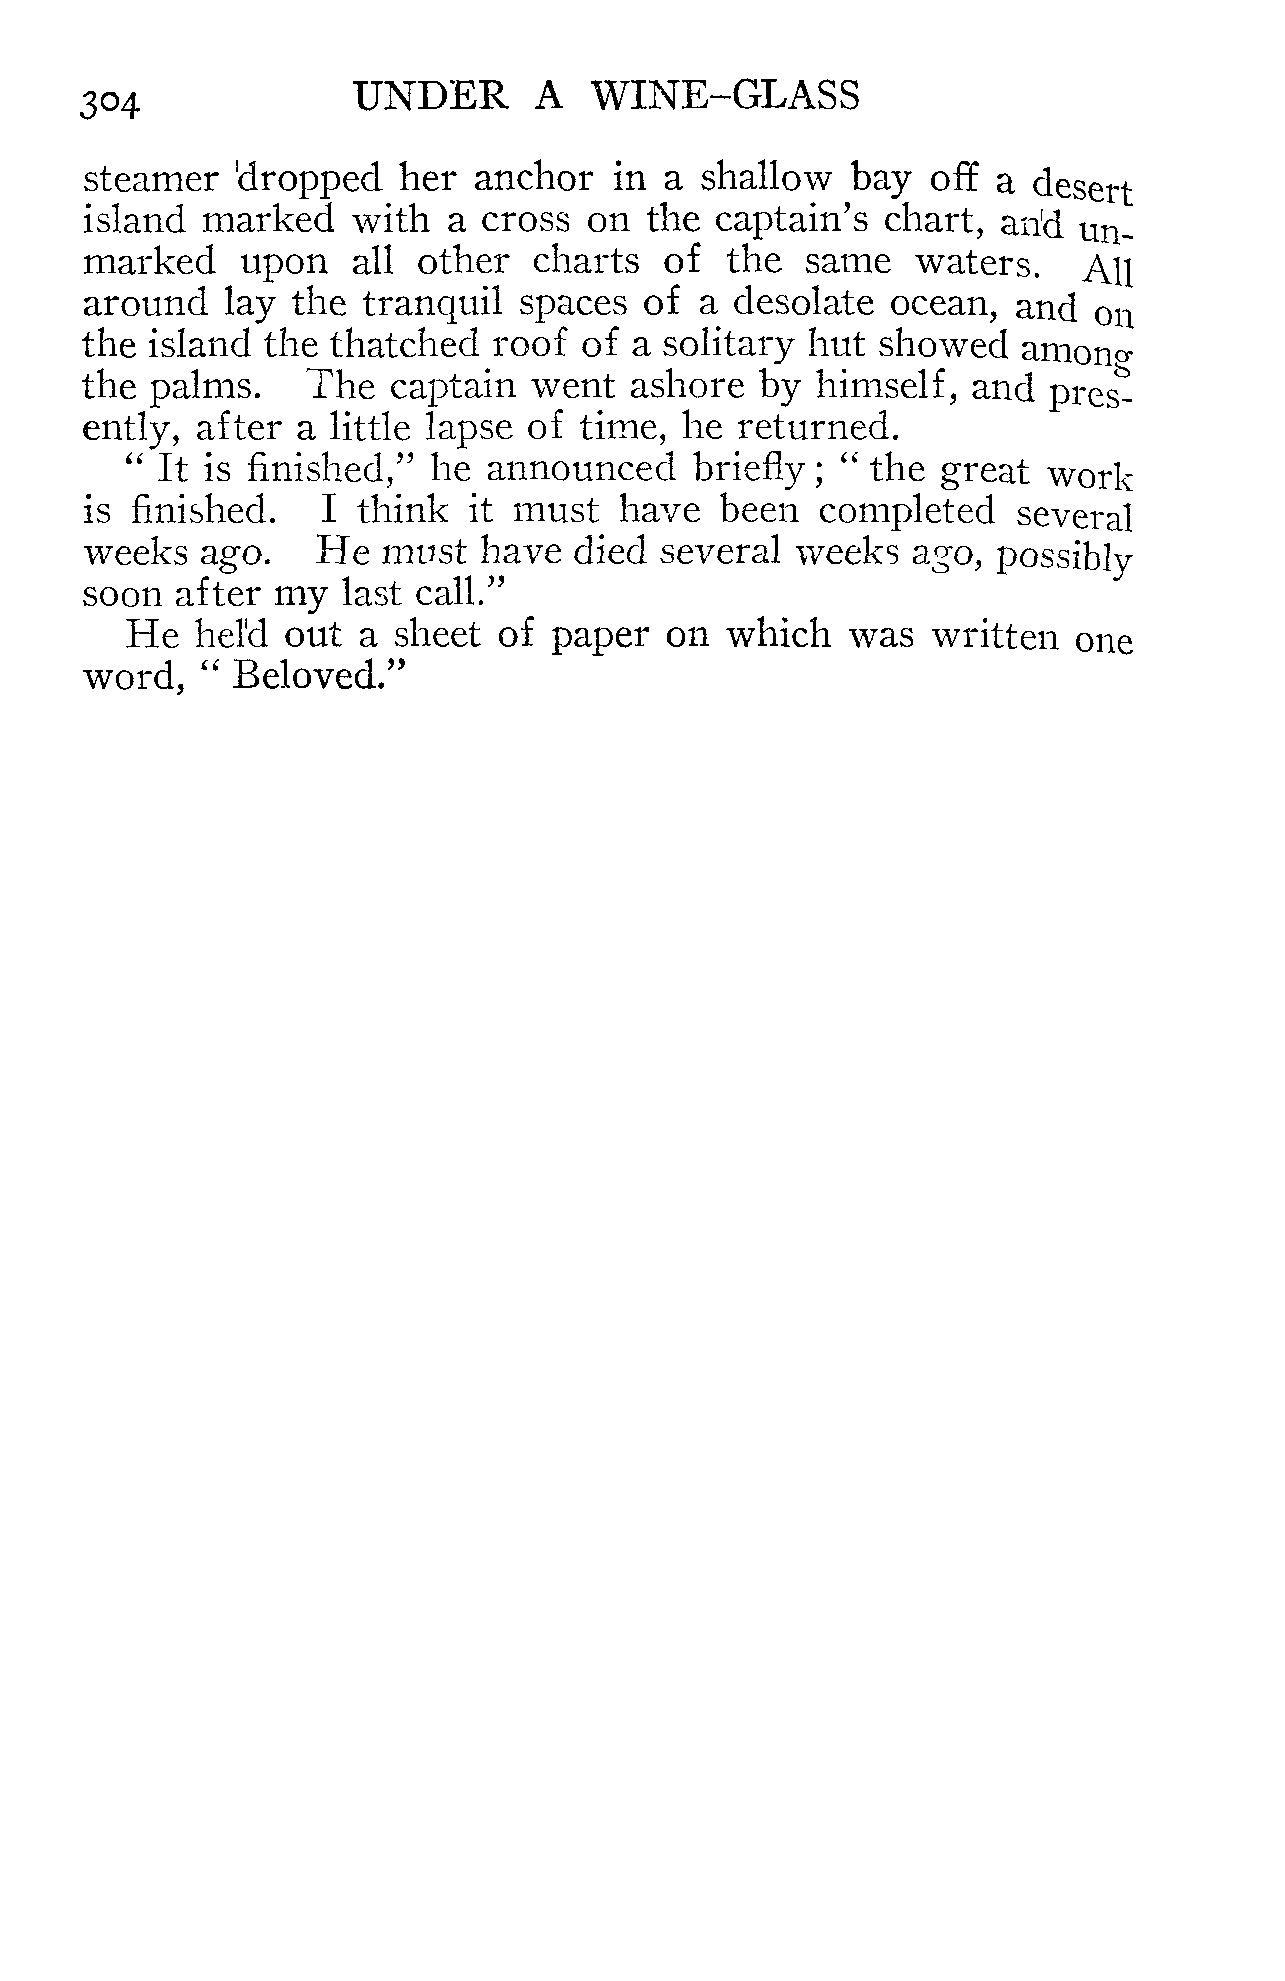 304 UNDER A WINE-GLASS
steamer dropped her anchor in a shallow bay off a desert
island marked with a cross on the captain's chart, and un-
marked upon all other charts of the same waters. All
around lay the tranquil spaces of a desolate ocean, and on
the island the thatched roof of a solitary hut showed among
the palms. The captain went ashore by himself, and pres-
ently, after a little lapse of time, he returned.
“ It is finished,” he announced briefly ; “ the great work
is finished. I think it must have been completed several
weeks ago. He must have died several weeks ago, possibly
soon after my last call.”
He held out a sheet of paper on which was written one
word, “ Beloved.”